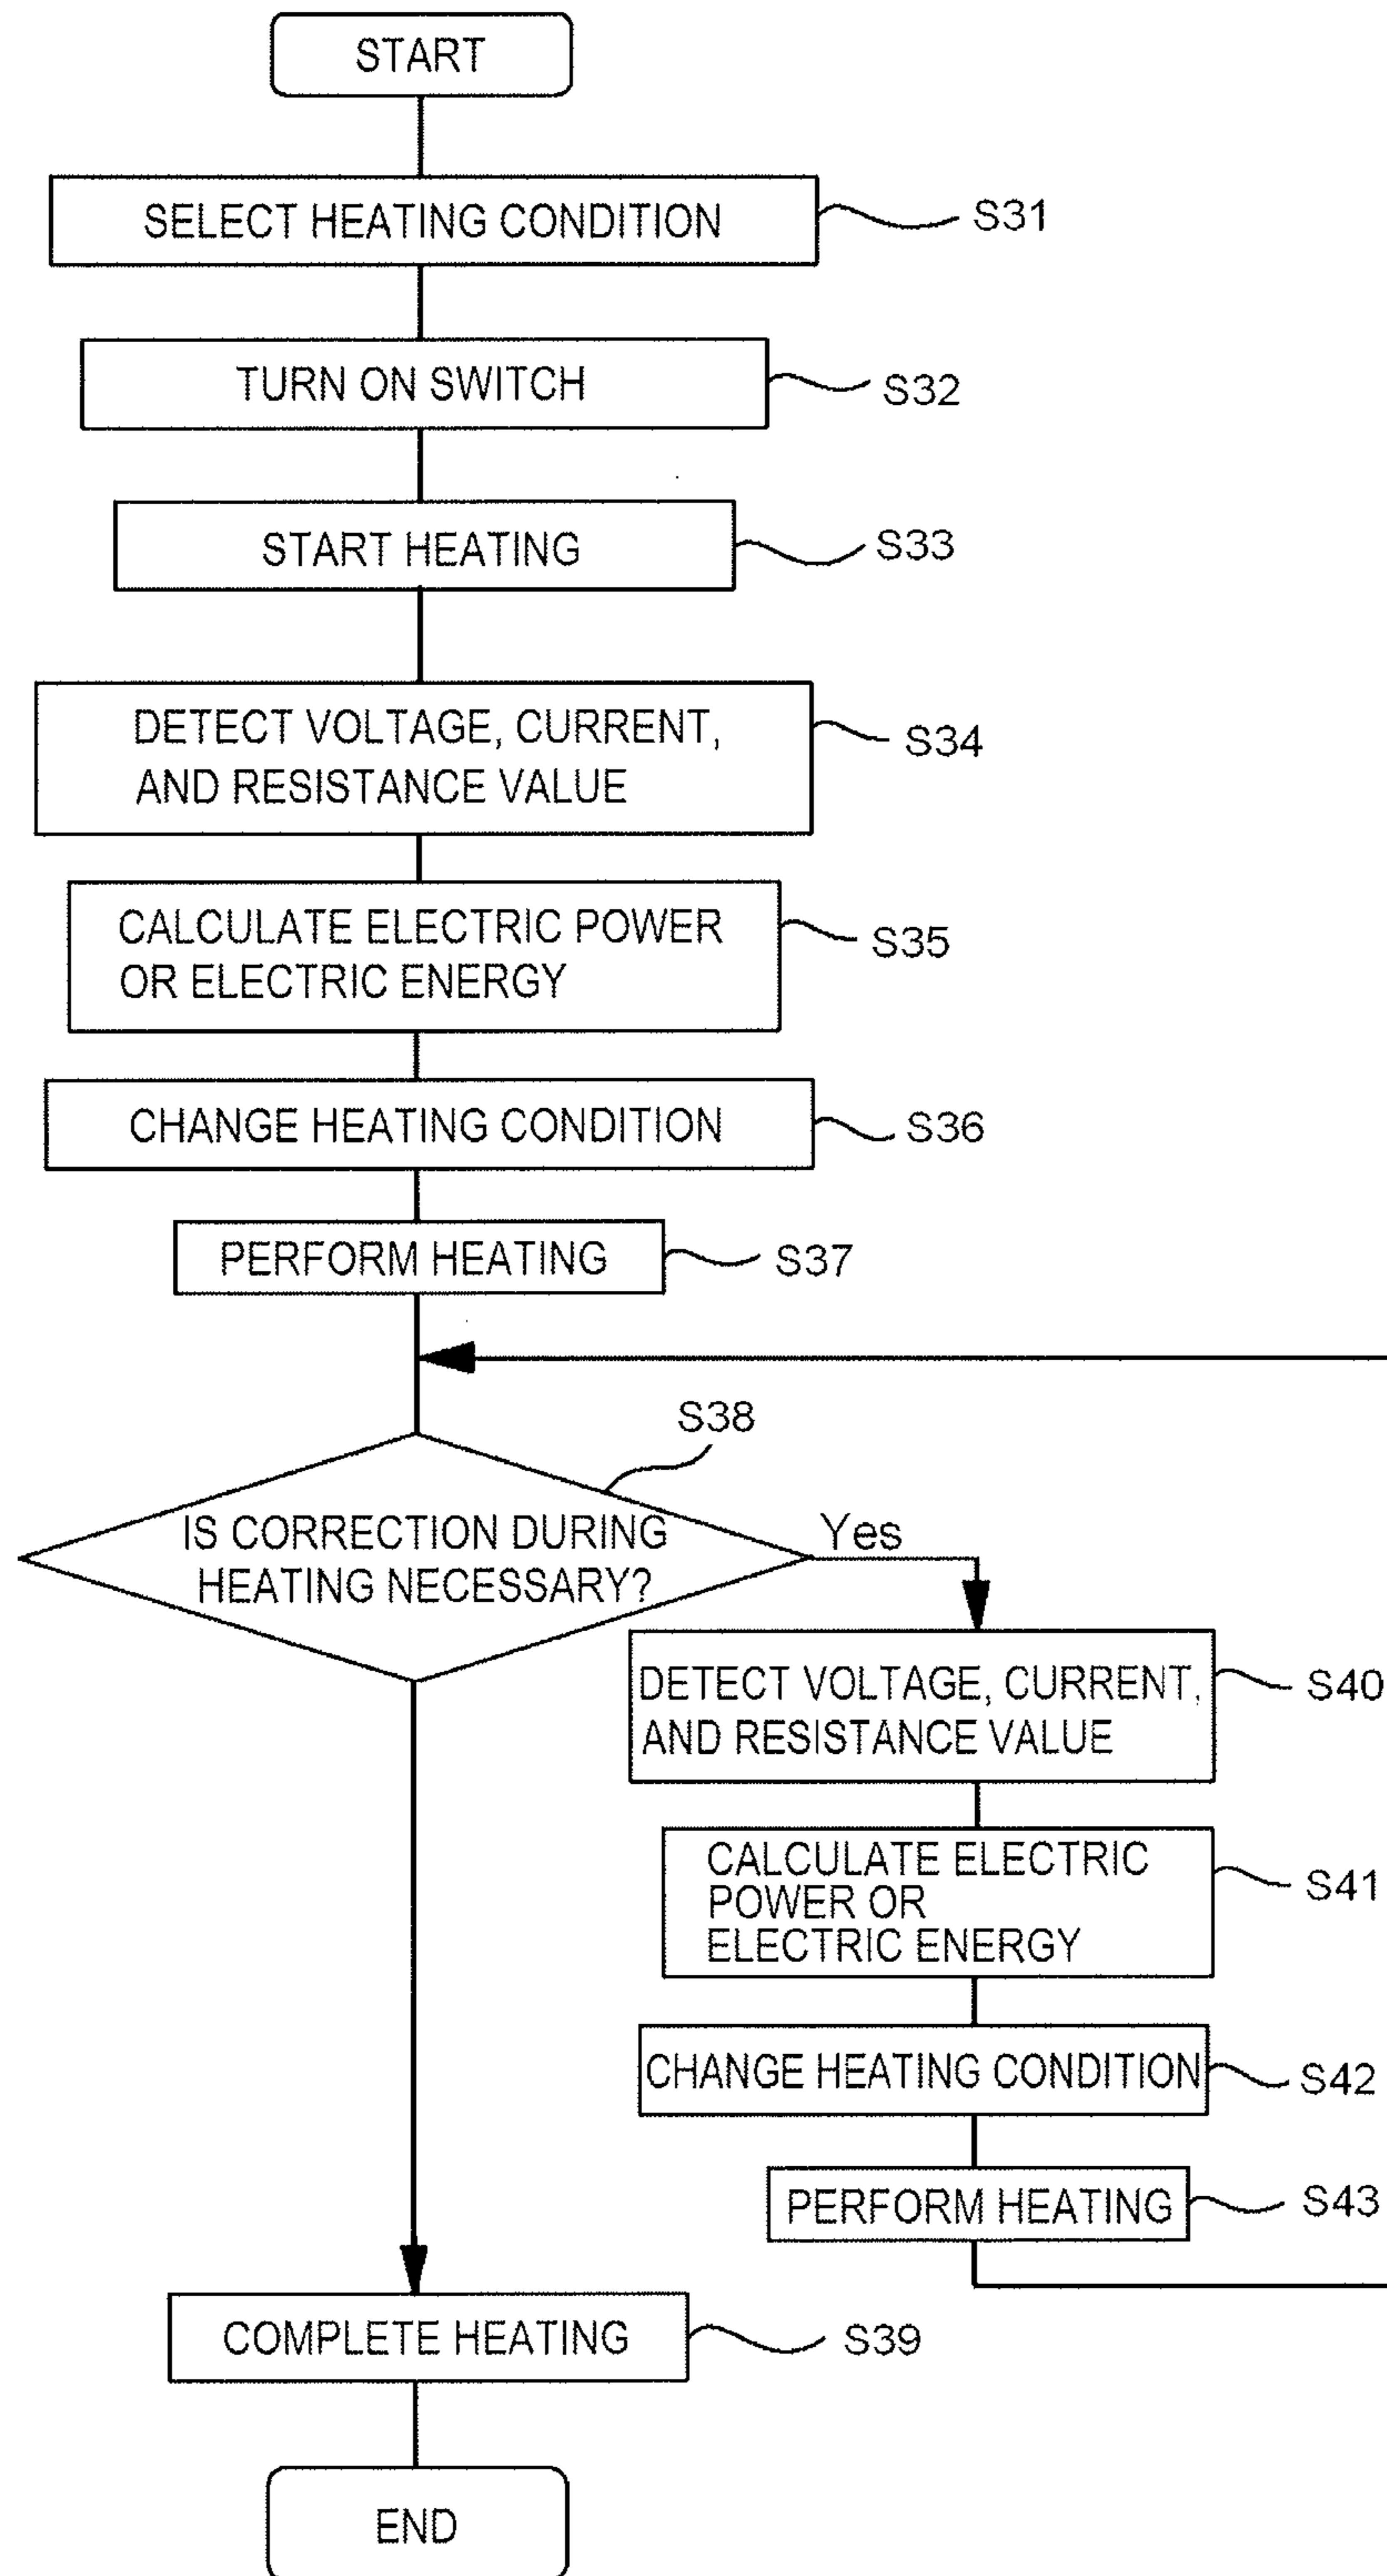 START
SELECT HEATING CONDITION
S31
TURN ON SWITCH
S32
START HEATING
S33
DETECT VOLTAGE, CURRENT,
AND RESISTANCE VALUE
S34
CALCULATE ELECTRIC POWER
OR ELECTRIC ENERGY
S35
CHANGE HEATING CONDITION
S36
PERFORM HEATING
S37
S38
IS CORRECTION DURING
HEATING NECESSARY?
Yes
DETECT VOLTAGE, CURRENT,
AND RESISTANCE VALUE
S40
CALCULATE ELECTRIC
POWER OR
ELECTRIC ENERGY
S41
CHANGE HEATING CONDITION
S42
PERFORM HEATING
S43
COMPLETE HEATING
S39
END